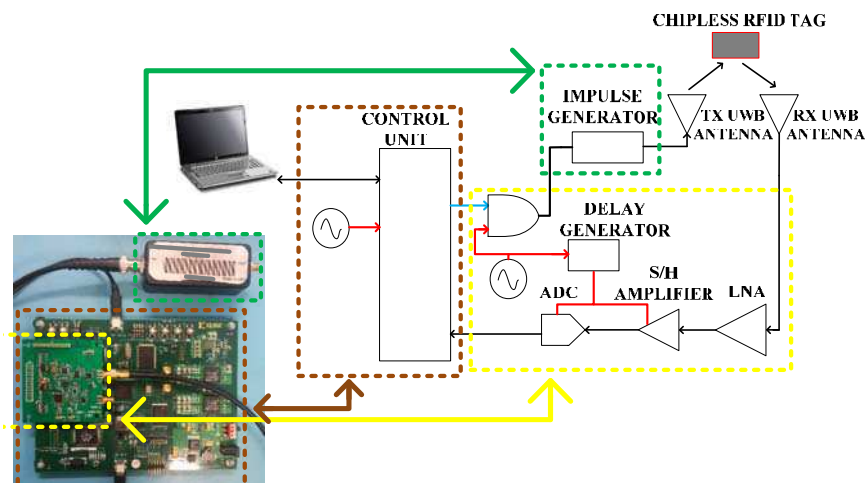 CHIPLESS RFID TAG
IMPULSE
GENERATOR
TX UWB
ANTENNA
RX UWB
ANTENNA
CONTROL
UNIT
DELAY
GENERATOR
S/H
AMPLIFIER
ADC
LNA